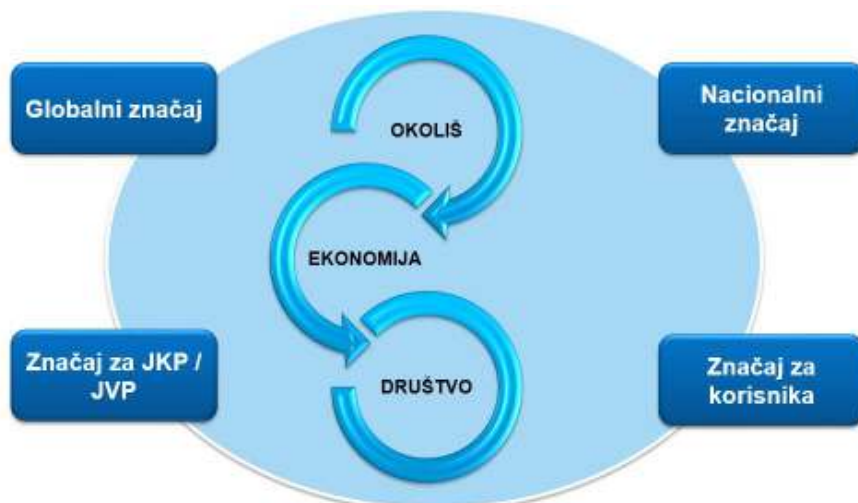 Globalni značaj
Nacionalni
značaj
OKOLIŠ
EKONOMIJA
DRUŠTVO
Značaj za JKP /
JVP
Značaj za
korisnika